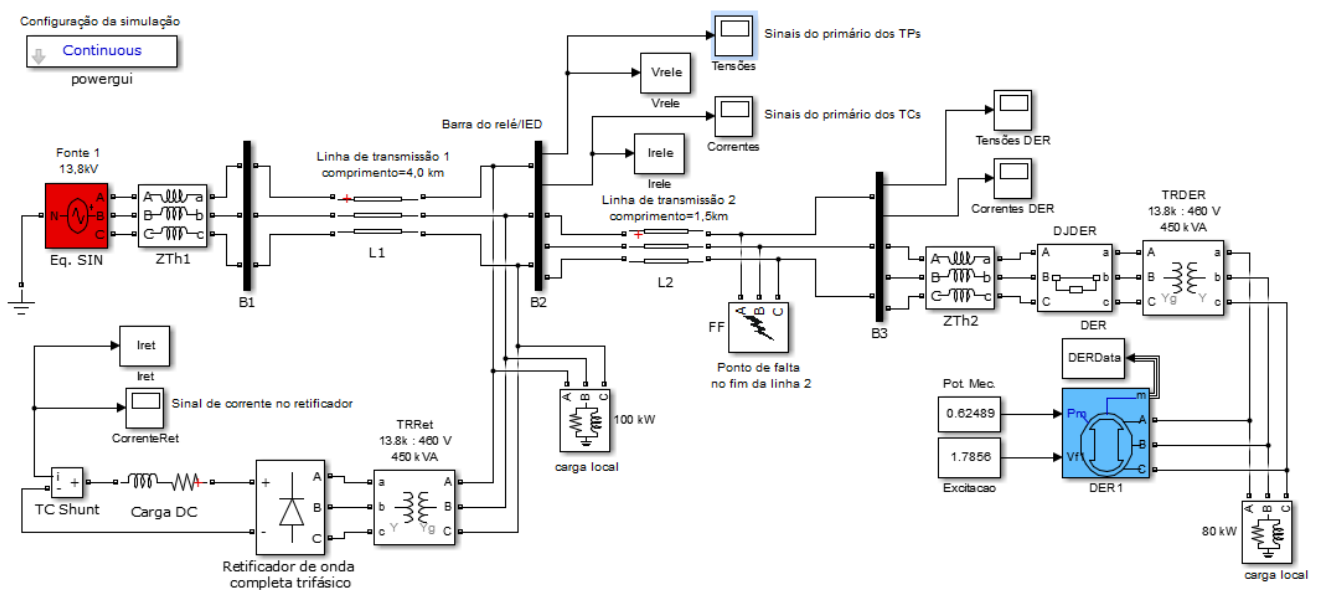 Configuração da simulação
Continuous
powergui
Sinais do primário dos TPs
Tensões
Vrele
Vrele
Sinais do primário dos TCs
Correntes
Barra do relé/IED
Irele
Irele
Tensões DER
Correntes DER
Fonte 1
13,8kV
N
A
B
C
Eq. SIN
A
B
C
a
b
c
ZTh1
B1
Linha de transmissão 1
comprimento=4,0 km
L1
B2
Linha de transmissão 2
comprimento=1,5km
L2
A
B
C
FF
Ponto de falta
no fim da linha 2
B3
A
B
C
a
b
c
ZTh2
DJDER
A
B
C
a
b
c
DER
TRDER
13.8k : 460 V
450 kVA
A
B
C
a
b
c
Yg
Y
Iret
Iret
Sinal de corrente no retificador
CorrenteRet
i
-
+
TC Shunt
Carga DC
+
-
A
B
C
Retificador de onda
completa trifásico
TRRet
13.8k : 460 V
450 kVA
a
b
c
A
B
C
Y
Yg
A
B
C
100 kW
carga local
DERData
Pot. Mec.
0.62489
1.7856
Excitacao
m
Pm
Vf1
A
B
C
DER1
A
B
C
80 kW
carga local